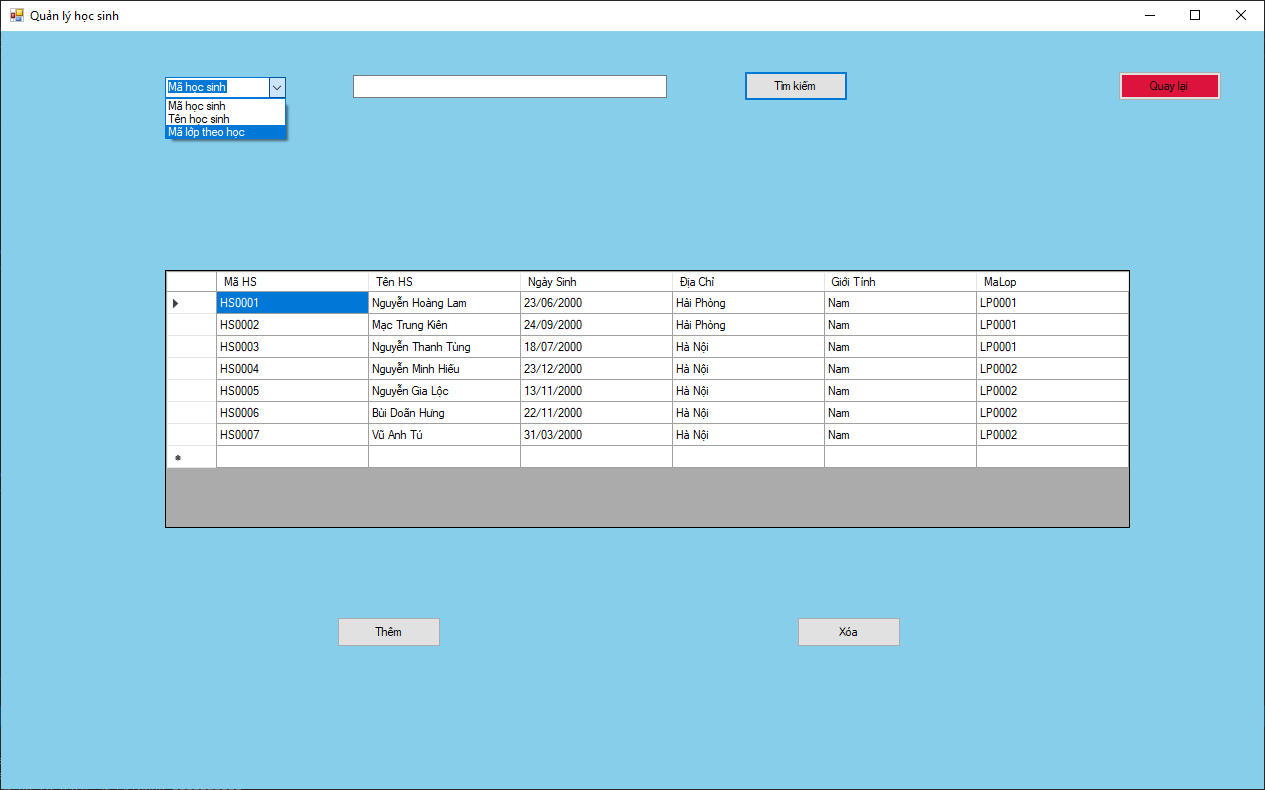 Quản lý học sinh
Mã học sinh
Tìm kiếm
Quay lại
Mã học sinh
Tên học sinh
Mã lớp theo học
Mã HS Tên HS Ngày Sinh Địa Chỉ Giới Tính MaLop
HS0001 Nguyễn Hoàng Lam 23/06/2000 Hải Phòng Nam LP0001
HS0002 Mạc Trung Kiên 24/09/2000 Hải Phòng Nam LP0001
HS0003 Nguyễn Thanh Tùng 18/07/2000 Hà Nội Nam LP0001
HS0004 Nguyễn Minh Hiếu 23/12/2000 Hà Nội Nam LP0002
HS0005 Nguyễn Gia Lộc 13/11/2000 Hà Nội Nam LP0002
HS0006 Bùi Doãn Hưng 22/11/2000 Hà Nội Nam LP0002
HS0007 Vũ Anh Tú 31/03/2000 Hà Nội Nam LP0002
Thêm
Xóa